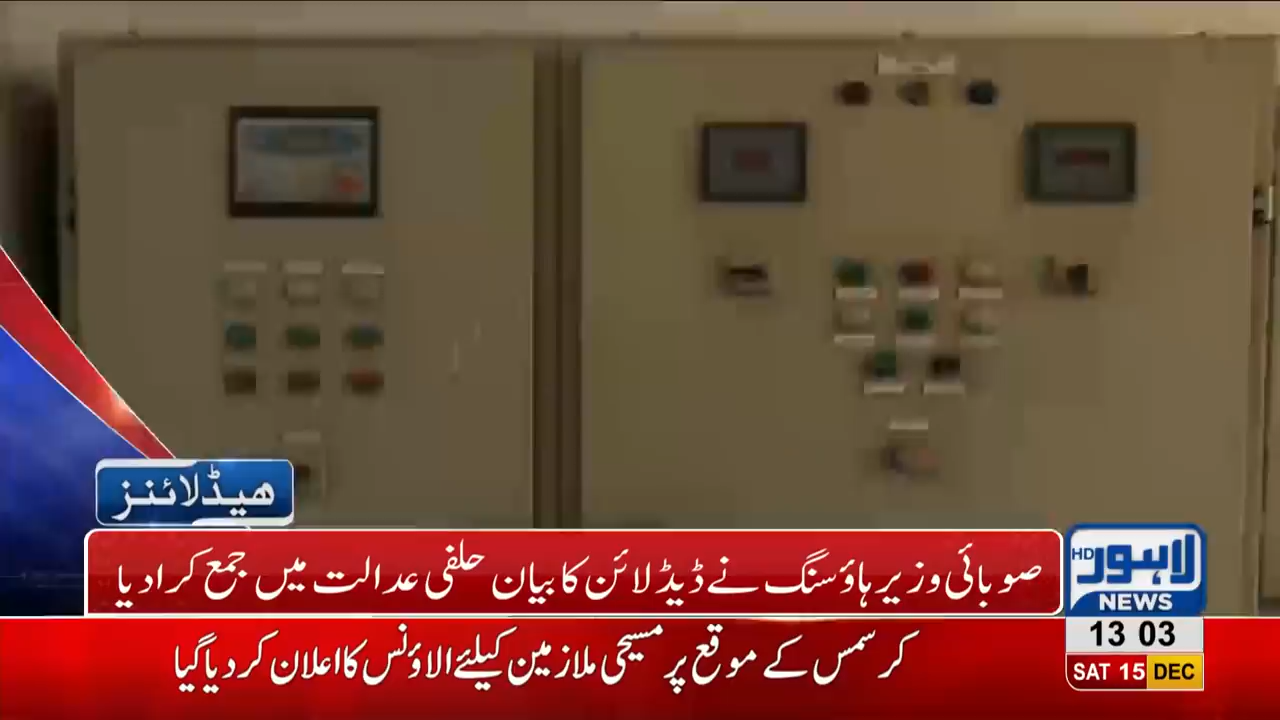 ھیڈلائنز
صوبائی وزیر ہاؤسنگ نے ڈیڈ لائن کا بیان حلفی عدالت میں جمع کرا دیا
HD لاہور
NEWS
13 03
SAT 15 DEC
کرسمس کے موقع پر مسیحی ملازمین کیلئے الاؤنس کا اعلان کر دیا گیا